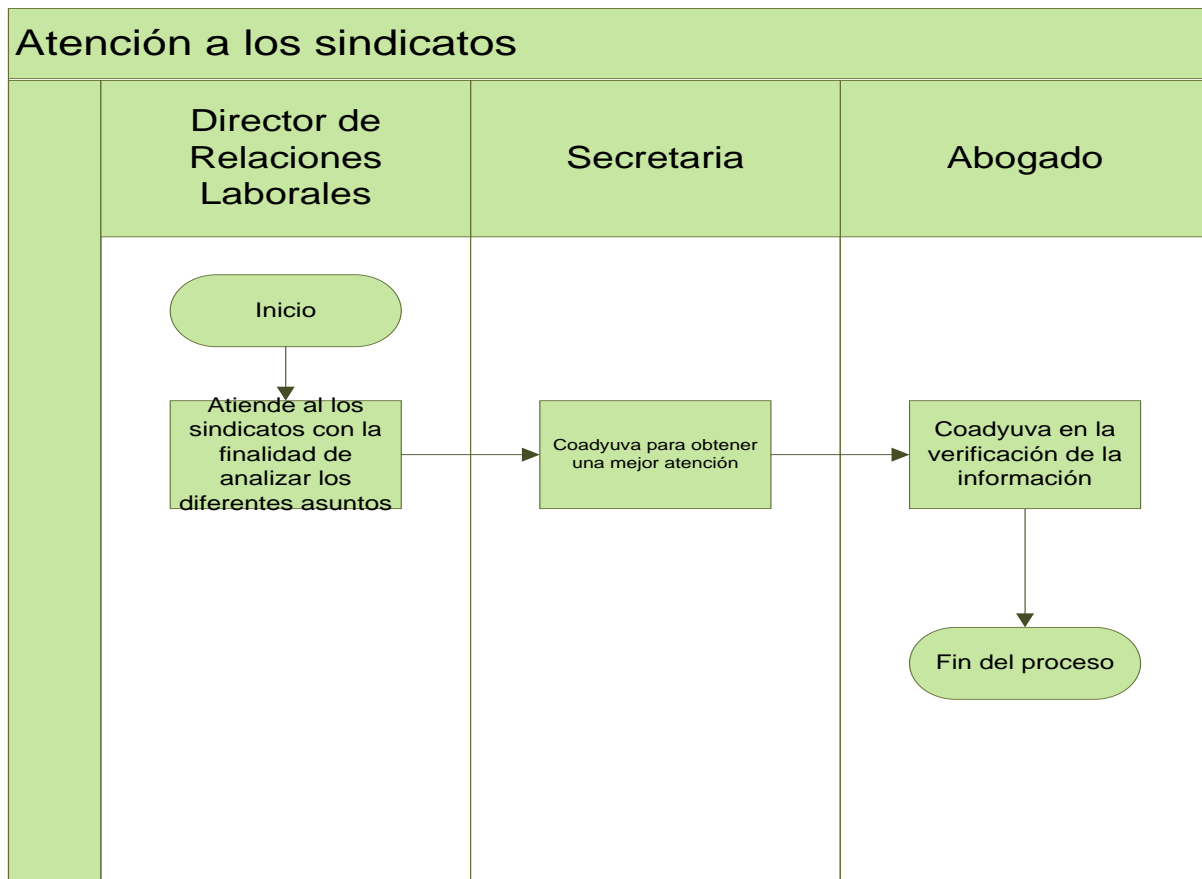 Atención a los sindicatos
Director de
Relaciones
Laborales
Secretaria
Abogado
Inicio
Atiende al los
sindicatos con la
finalidad de
analizar los
diferentes asuntos
Coadyuva para obtener
una mejor atención
Coadyuva en la
verificación de la
información
Fin del proceso